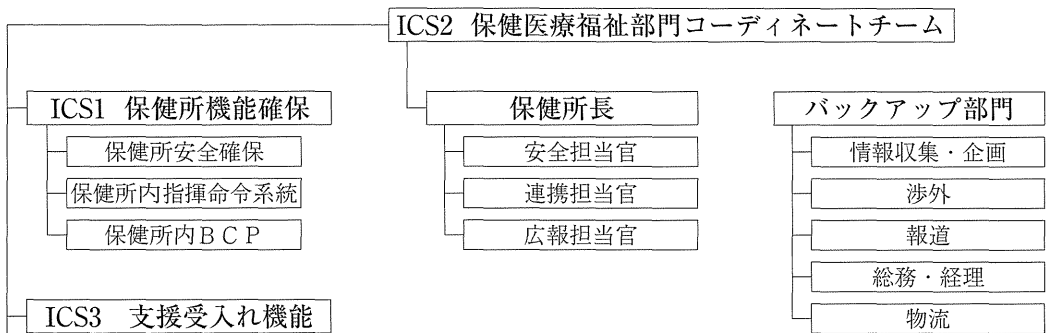 ICS2 保健医療福祉部門コーディネートチーム
ICS1 保健所機能確保
保健所安全確保
保健所内指揮命令系統
保健所内ＢＣＰ
ICS3 支援受入れ機能
保健所長
安全担当官
連携担当官
広報担当官
バックアップ部門
情報収集・企画
渉外
報道
総務・経理
物流